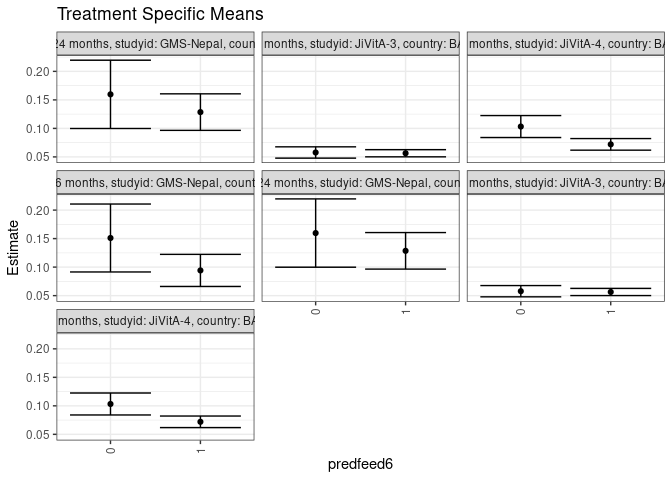 Treatment Specific Means
24 months, studyid: GMS-Nepal, coun
months, studyid: JiVitA-3, country: BA
months, studyid: JiVitA-4, country: BA
0.20
0.15
0.10
0.05
6 months, studyid: GMS-Nepal, count
24 months, studyid: GMS-Nepal, coun
months, studyid: JiVitA-3, country: BA
0.20
0.15
0.10
0.05
Estimate
0 1
0 1
months, studyid: JiVitA-4, country: BA
0.20
0.15
0.10
0.05
0 1
predfeed6